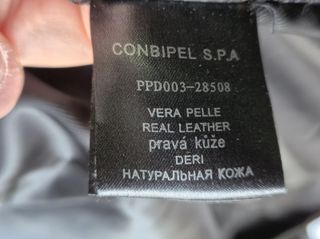 CONBIPEL S.P.A
PPD003-28508
VERA PELLE
REAL LEATHER
pravá kůže
DERI
НАТУРАЛЬНАЯ КОЖА